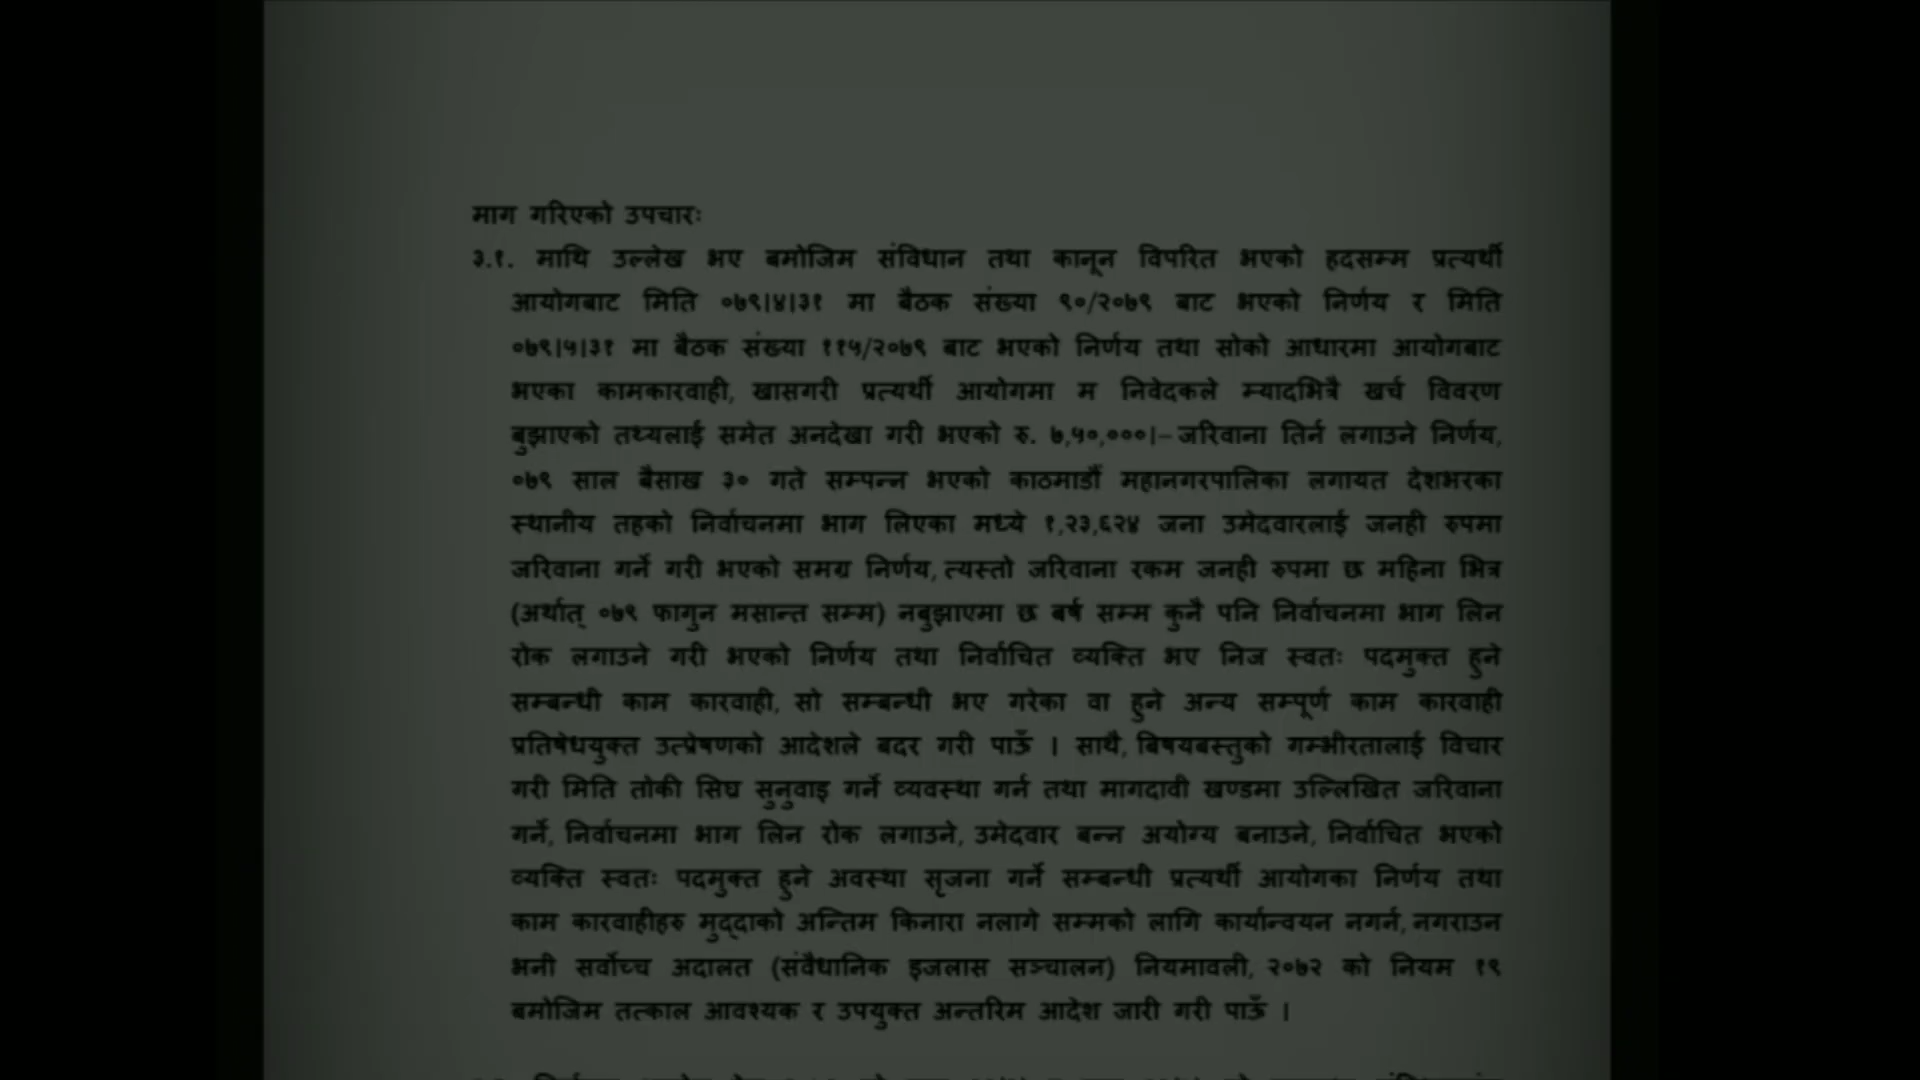 माग गरिएको उपचारः
३.१. माथि उल्लेख भए बमोजिम संविधान तथा कानून विपरित भएको हदसम्म प्रत्यर्थी
आयोगबाट मिति ०७९।४।३१ मा बैठक संख्या ९०/२०७९ बाट भएको निर्णय र मिति
०७९।५।३१ मा बैठक संख्या ११५/२०७९ बाट भएको निर्णय तथा सोको आधारमा आयोगबाट
भएका कामकारवाही, खासगरी प्रत्यर्थी आयोगमा म निवेदकले म्यादभित्रै खर्च विवरण
बुझाएको तथ्यलाई समेत अनदेखा गरी भएको रु. ७,५०,०००।– जरिवाना तिर्न लगाउने निर्णय,
०७९ साल बैसाख ३० गते सम्पन्न भएको काठमाडौं महानगरपालिका लगायत देशभरका
स्थानीय तहको निर्वाचनमा भाग लिएका मध्ये १,२३,६२४ जना उमेदवारलाई जनही रुपमा
जरिवाना गर्ने गरी भएको समग्र निर्णय, त्यस्तो जरिवाना रकम जनही रुपमा छ महिना भित्र
(अर्थात् ०७९ फागुन मसान्त सम्म) नबुझाएमा छ बर्ष सम्म कुनै पनि निर्वाचनमा भाग लिन
रोक लगाउने गरी भएको निर्णय तथा निर्वाचित व्यक्ति भए निज स्वतः पदमुक्त हुने
सम्बन्धी काम कारवाही, सो सम्बन्धी भए गरेका वा हुने अन्य सम्पूर्ण काम कारवाही
प्रतिषेधयुक्त उत्प्रेषणको आदेशले बदर गरी पाऊँ । साथै, बिषयबस्तुको गम्भीरतालाई विचार
गरी मिति तोकी सिघ्र सुनुवाइ गर्ने व्यवस्था गर्न तथा मागदावी खण्डमा उल्लिखित जरिवाना
गर्ने, निर्वाचनमा भाग लिन रोक लगाउने, उमेदवार बन्न अयोग्य बनाउने, निर्वाचित भएको
व्यक्ति स्वतः पदमुक्त हुने अवस्था सृजना गर्ने सम्बन्धी प्रत्यर्थी आयोगका निर्णय तथा
काम कारवाहीहरु मुद्दाको अन्तिम किनारा नलागे सम्मको लागि कार्यान्वयन नगर्न, नगराउन
भनी सर्वोच्च अदालत (संवैधानिक इजलास सञ्चालन) नियमावली, २०७२ को नियम १९
बमोजिम तत्काल आवश्यक र उपयुक्त अन्तरिम आदेश जारी गरी पाऊँ ।